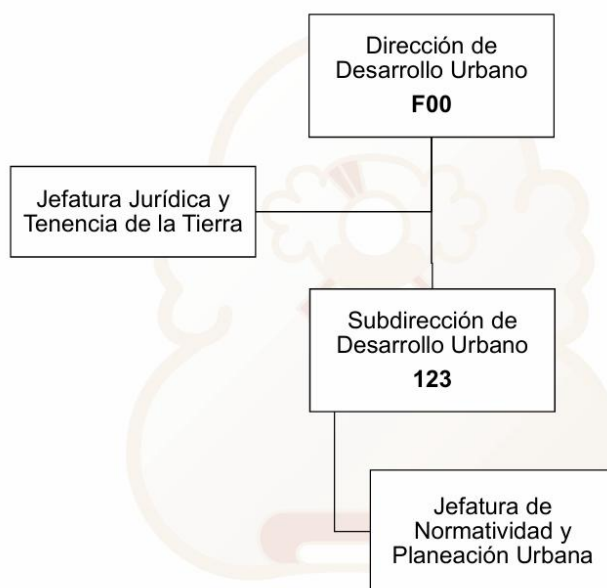 Dirección de
Desarrollo Urbano
F00
Jefatura Jurídica y
Tenencia de la Tierra
Subdirección de
Desarrollo Urbano
123
Jefatura de
Normatividad y
Planeación Urbana